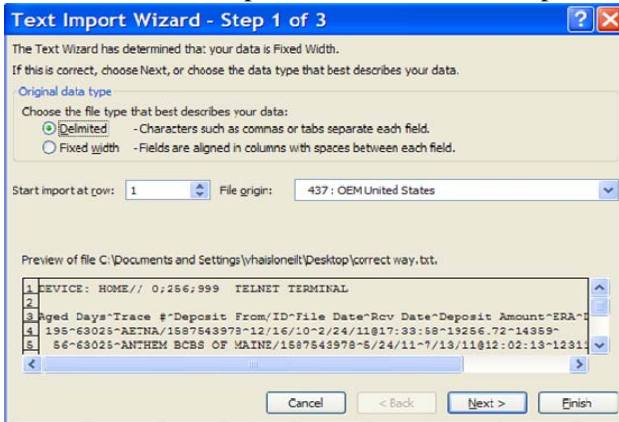 Text Import Wizard - Step 1 of 3
The Text Wizard has determined that your data is Fixed Width.
If this is correct, choose Next, or choose the data type that best describes your data.
Original data type
Choose the file type that best describes your data:
Delimited - Characters such as commas or tabs separate each field.
Fixed width - Fields are aligned in columns with spaces between each field.
Start import at row: 1 File origin: 437 : OEM United States
Preview of file C:\Documents and Settings\vhaisloneilt\Desktop\correct way.txt.
1 DEVICE: HOME// 0;256;999 TELNET TERMINAL
2
3 Aged Days^Trace #^Deposit From/ID^File Date^Rcv Date^Deposit Amount^ERA^D
4 195^63025^AETNA/1587543979^12/16/10^2/24/11@17:33:58^19256.72^14359^
5 56^63025^ANTHEM BCBS OF MAINE/1587543978^5/24/11^7/13/11@12:02:13^1231
Cancel < Back Next > Finish